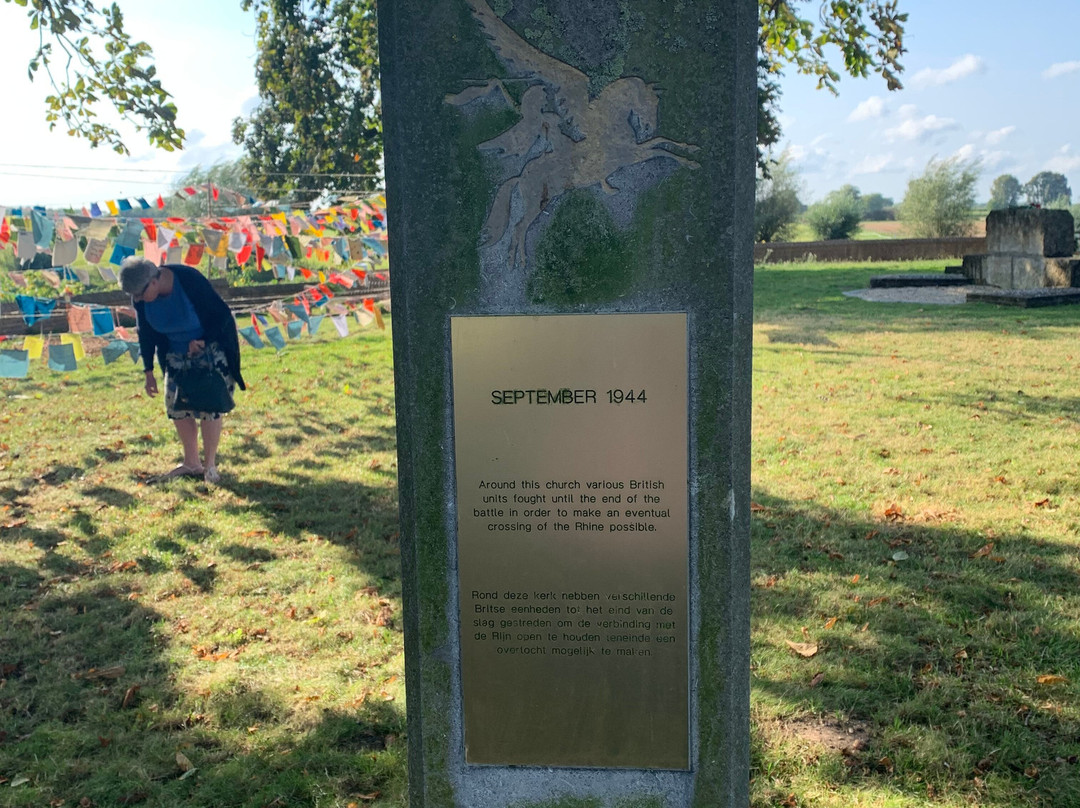 SEPTEMBER 1944
Around this church various British
units fought until the end of the
battle in order to make an eventual
crossing of the Rhine possible.
Rond deze kerk hebben verschillende
Britse eenheden tot het eind van de
slag gestreden om de verbinding met
de Rijn open te houden teneinde een
overtocht mogelijk te maken.